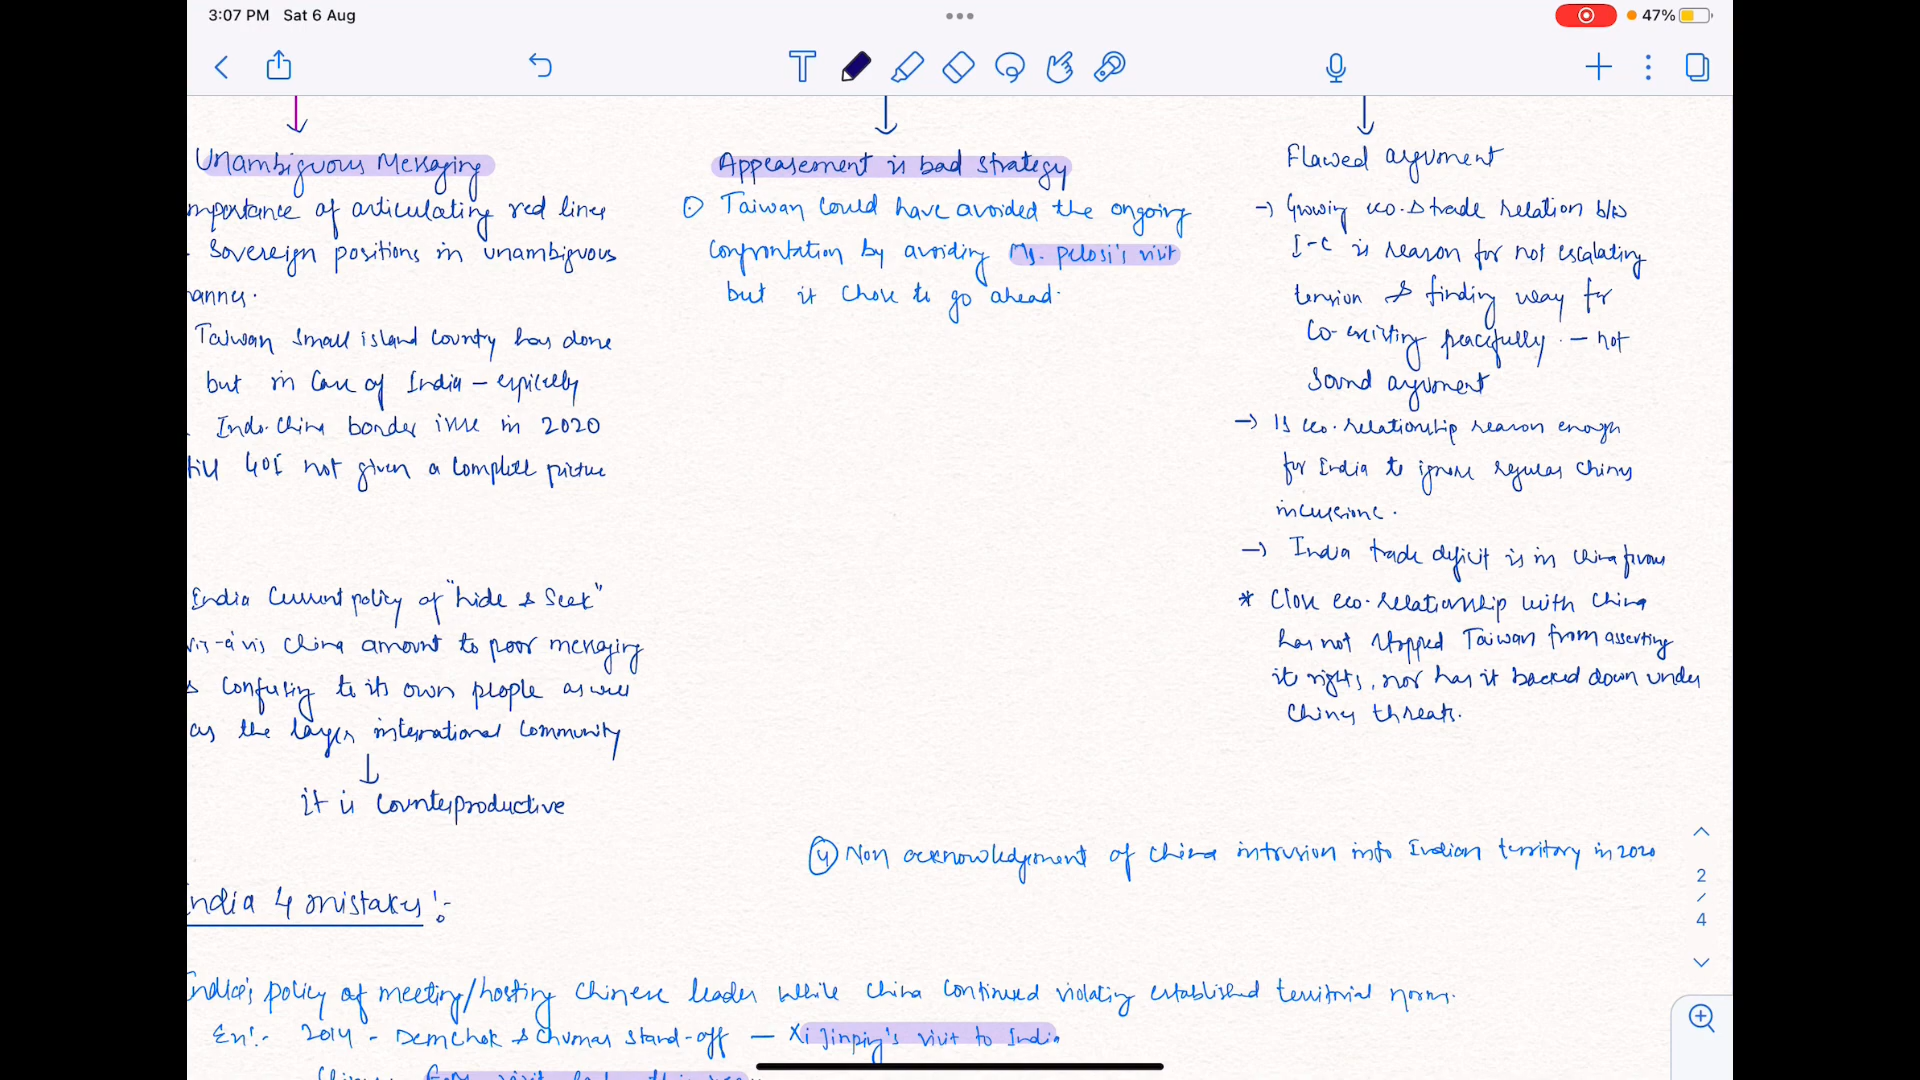 3:07 PM Sat 6 Aug
47%
Unambiguous Messaging
mportance of articulating red lines
Sovereign positions in unambiguous
anner.
Taiwan small island county has done
but in Case of India – espicially
Indo-China border issue in 2020
till GOI not given a complete picture
India Current policy of "hide & Seek"
vis-à vis China amount to poor messaging
& confusing to its own people as well
as the larger international Community
it is Counterproductive
Appeasement is bad strategy
Taiwan Could have avoided the ongoing
Confrontation by avoiding Ms. Pelosi's visit
but it Chose to go ahead.
Flawed argument
→ Growing eco. & trade relation b/w
I-C is reason for not escalating
tension & finding way for
Co-existing peacefully. – not
Sound argument
→ Is eco. relationship reason enough
for India to ignore regular Chines
incursions.
→ India trade deficit is in China favour
* Close eco. relationship with China
has not stopped Taiwan from asserting
its rights, nor has it backed down under
Chines threats.
④ Non acknowledgement of China intrusion into Indian territory in 2020
2
/
4
India 4 mistakes :-
India's policy of meeting/hosting Chinese leader while China Continued violating established territorial norms.
Ex:- 2014 - Demchok & Chumar Stand-off — Xi Jinping's visit to India